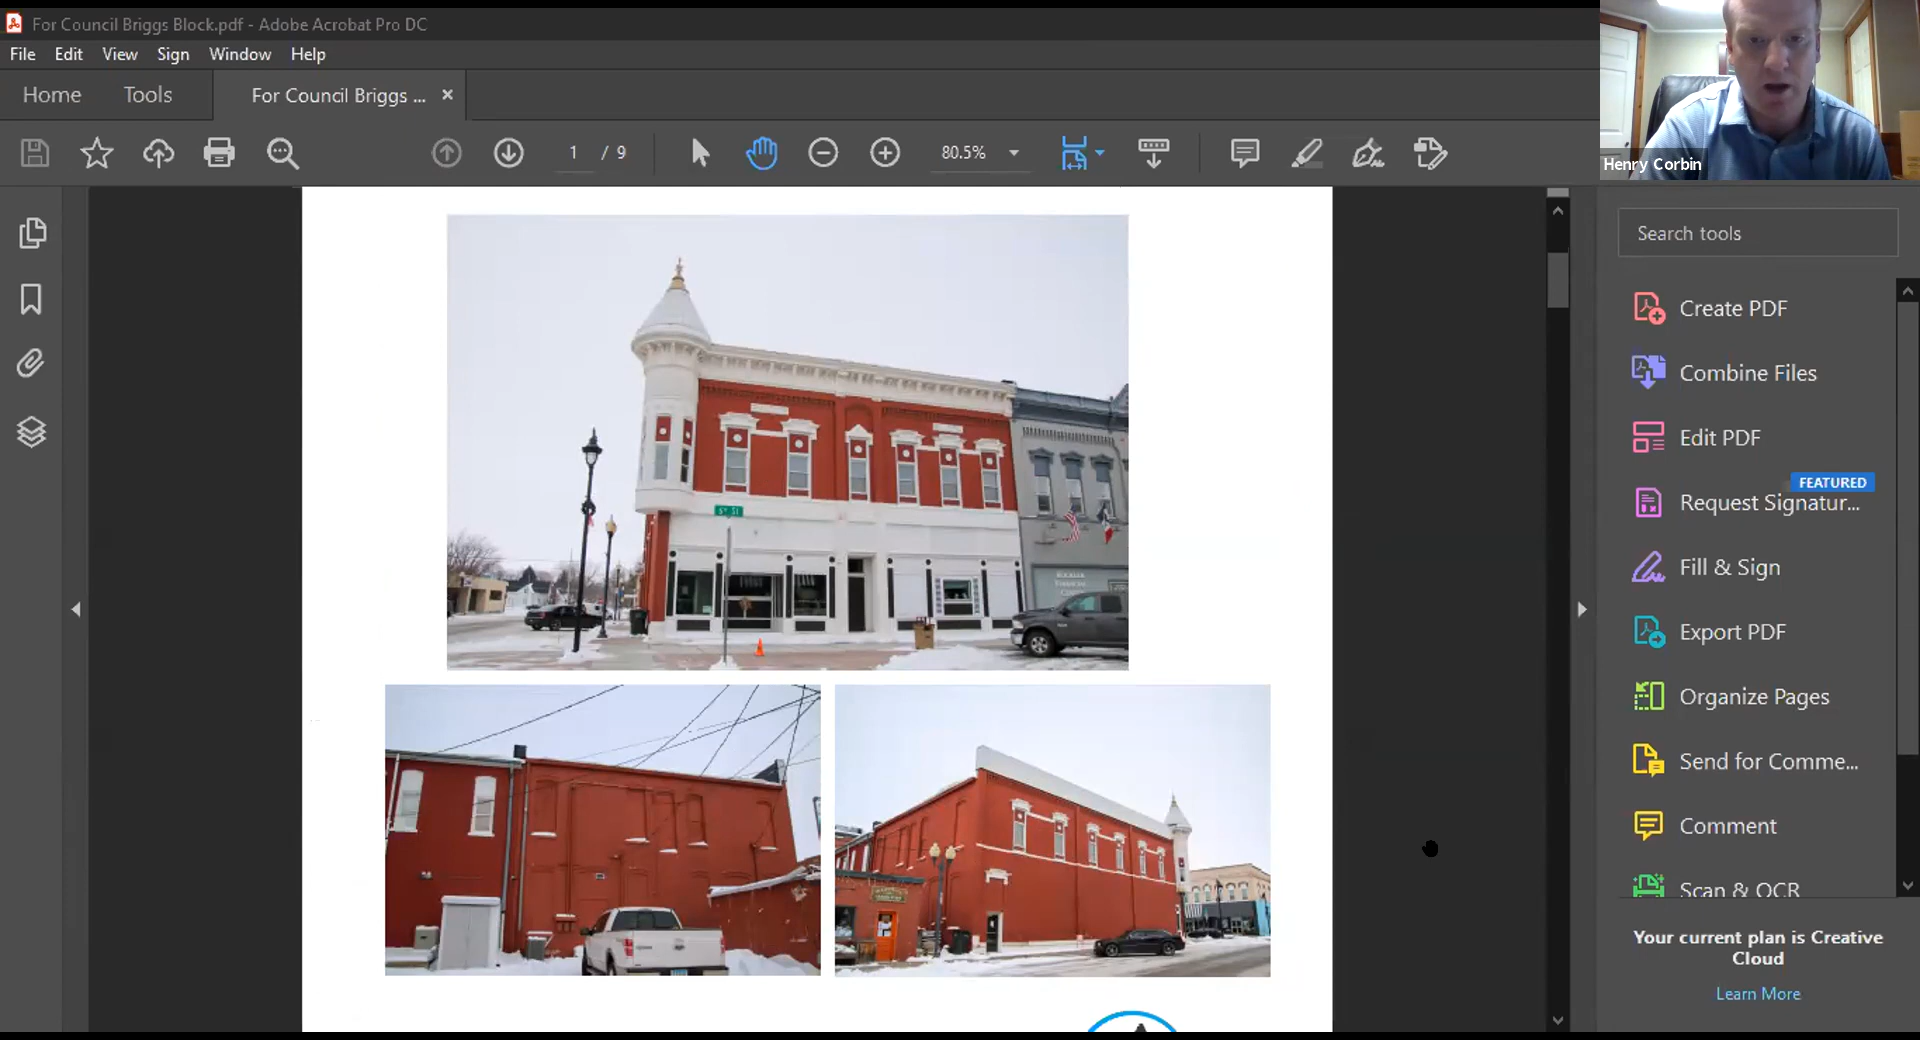 For Council Briggs Block.pdf - Adobe Acrobat Pro DC
File Edit View Sign Window Help
Home Tools For Council Briggs ... ×
1 / 9 80.5%
Henry Corbin
Search tools
Create PDF
Combine Files
Edit PDF
FEATURED
Request Signatur...
Fill & Sign
Export PDF
Organize Pages
Send for Comme...
Comment
Scan & OCR
Your current plan is Creative
Cloud
Learn More
6th St